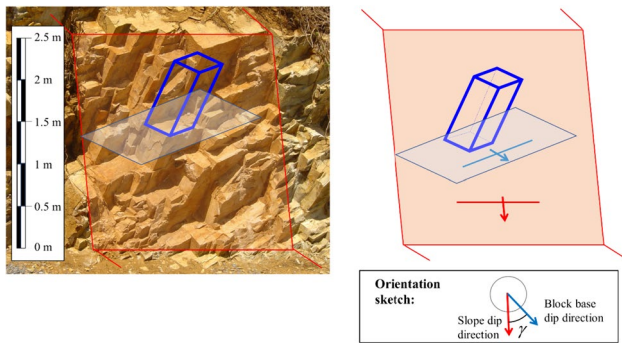 2.5 m
2 m
1.5 m
1 m
0.5 m
0 m
Orientation
sketch:
Block base
dip direction
Slope dip
direction
γ